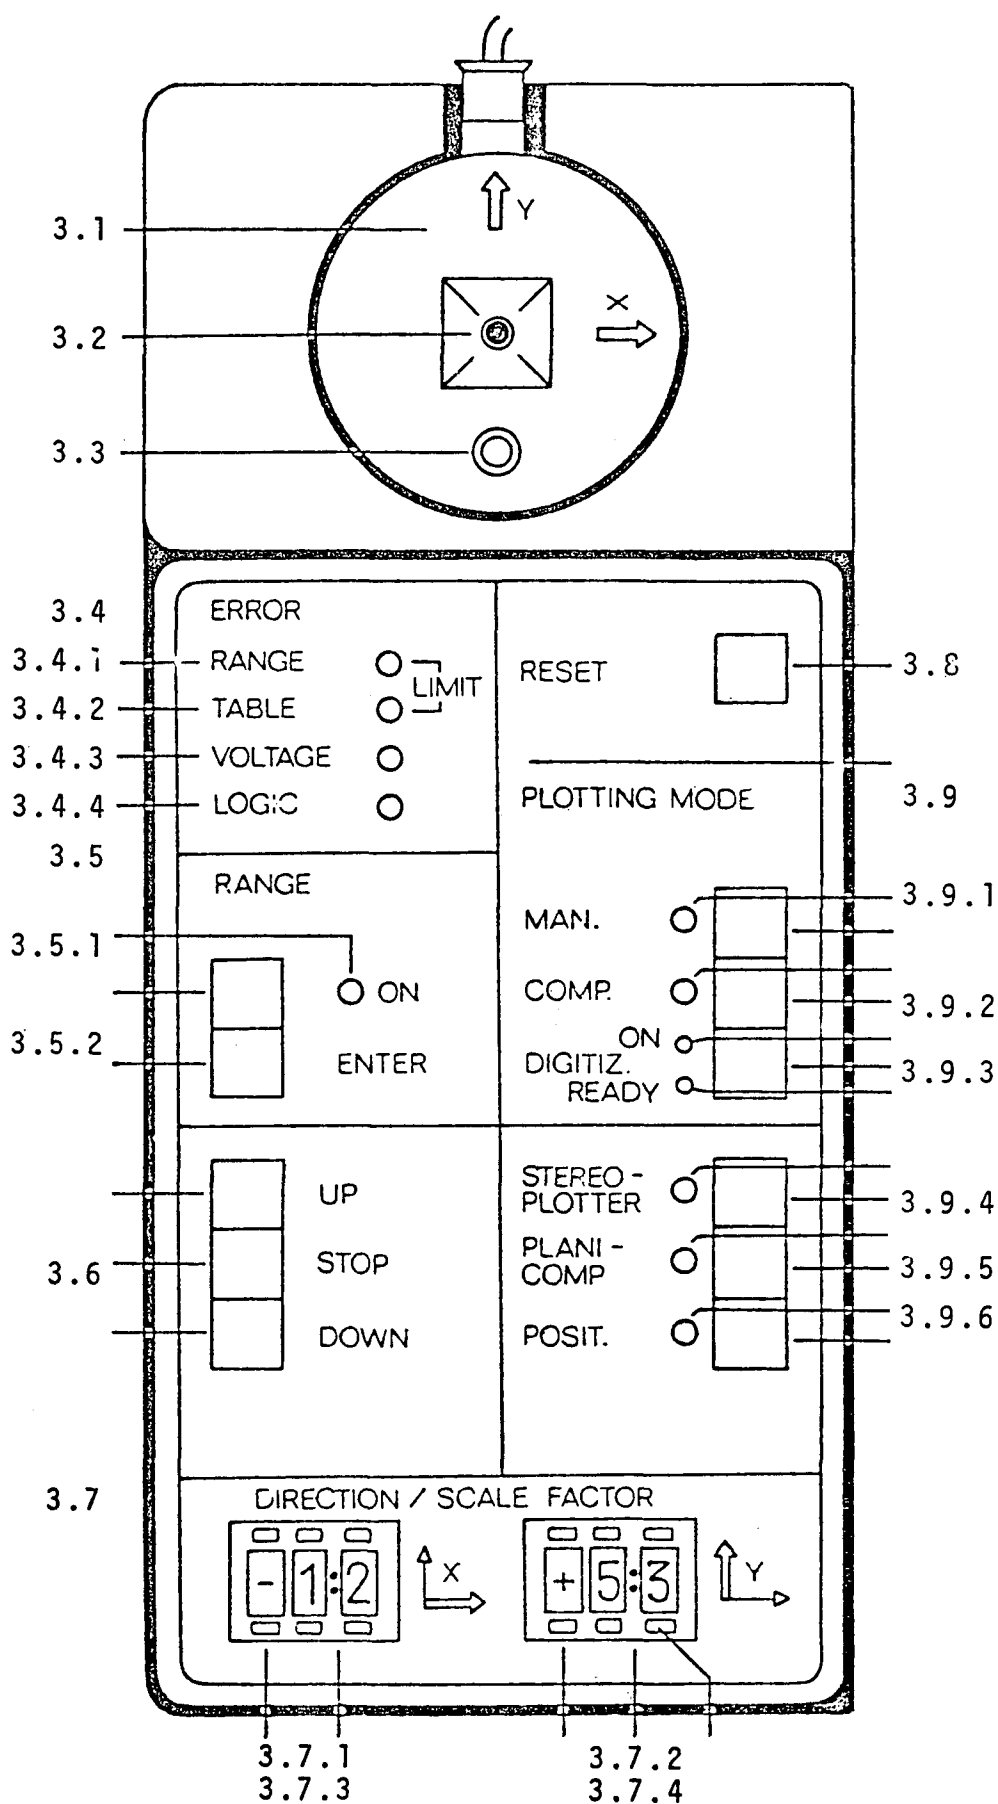 Y
3.1
X
3.2
3.3
3.4 ERROR
3.4.1 RANGE
LIMIT
3.4.2 TABLE
3.4.3 VOLTAGE
3.4.4 LOGIC
RESET 3.8
PLOTTING MODE 3.9
3.5
RANGE
3.5.1
ON
3.5.2
ENTER
MAN. 3.9.1
COMP. 3.9.2
ON
DIGITIZ. 3.9.3
READY
UP
3.6 STOP
DOWN
STEREO-
PLOTTER 3.9.4
PLANI-
COMP 3.9.5
POSIT. 3.9.6
3.7 DIRECTION / SCALE FACTOR
- 1:2 X + 5:3 Y
3.7.1 3.7.2
3.7.3 3.7.4